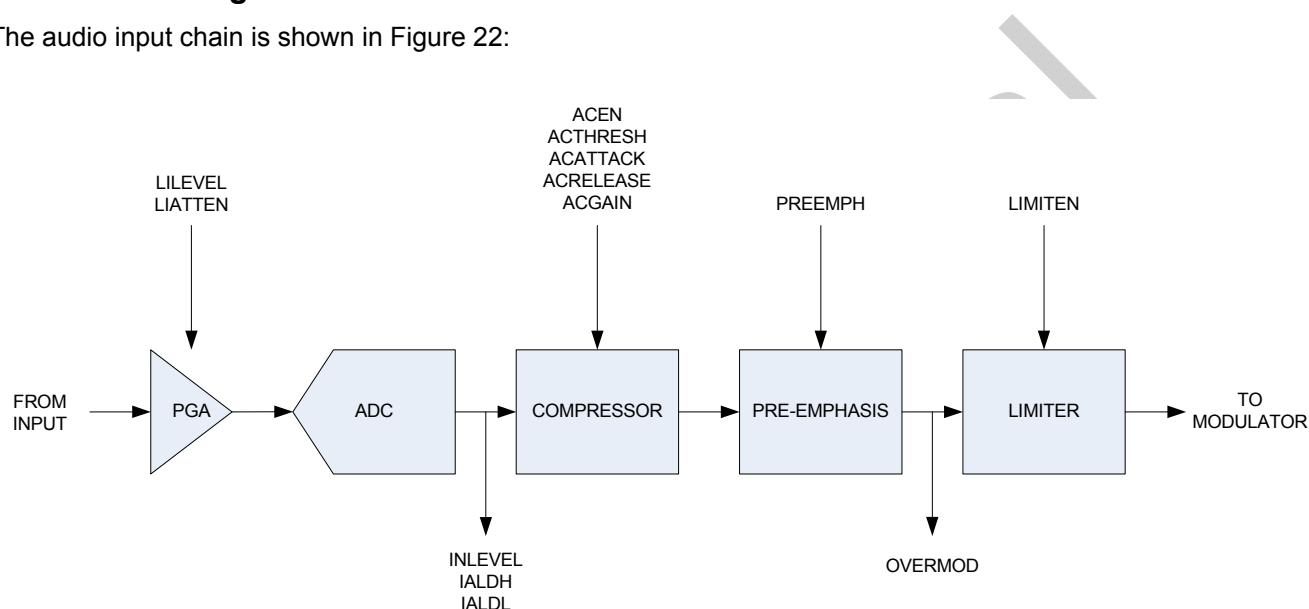 The audio input chain is shown in Figure 22:
ACEN
ACTHRESH
ACATTACK
ACRELEASE
ACGAIN
LILEVEL
LIATTEN
PREEMPH
LIMITEN
FROM
INPUT
PGA
ADC
COMPRESSOR
PRE-EMPHASIS
LIMITER
TO
MODULATOR
INLEVEL
IALDH
IALDL
OVERMOD